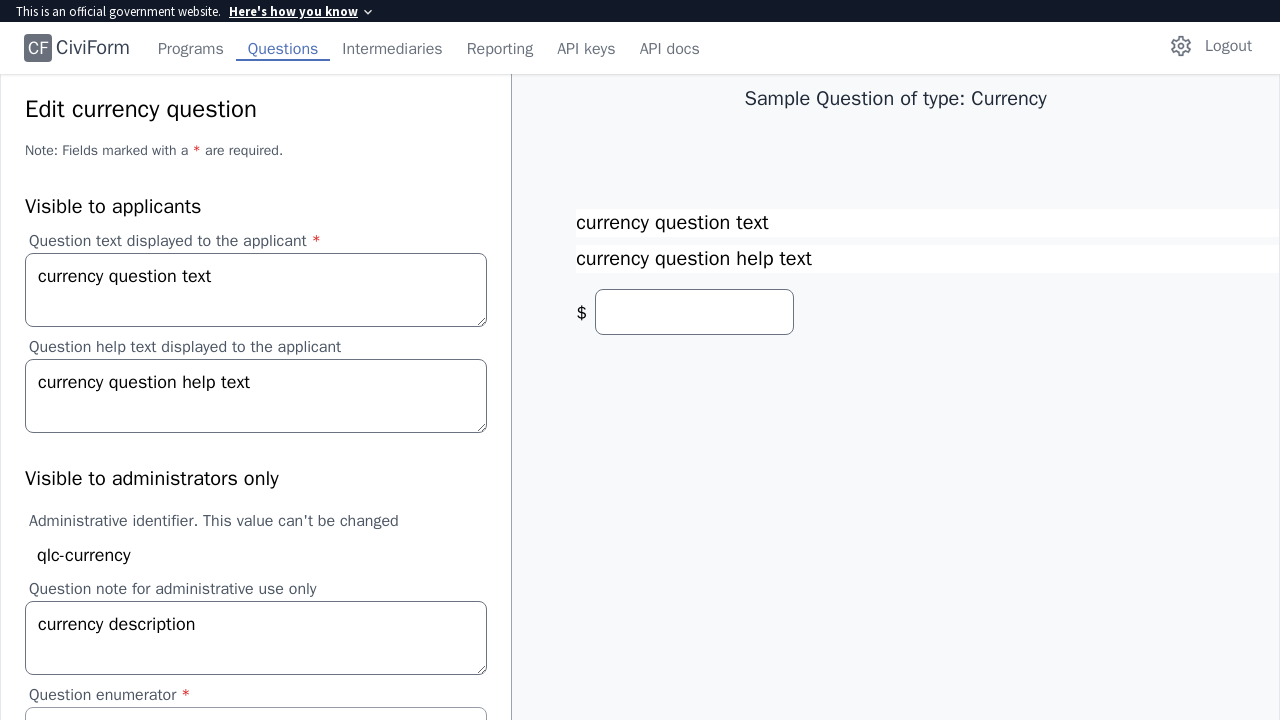 This is an official government website. Here's how you know
CF CiviForm Programs Questions Intermediaries Reporting API keys API docs Logout
Edit currency question
Note: Fields marked with a * are required.
Visible to applicants
Question text displayed to the applicant *
currency question text
Question help text displayed to the applicant
currency question help text
Visible to administrators only
Administrative identifier. This value can't be changed
qlc-currency
Question note for administrative use only
currency description
Question enumerator *
Sample Question of type: Currency
currency question text
currency question help text
$